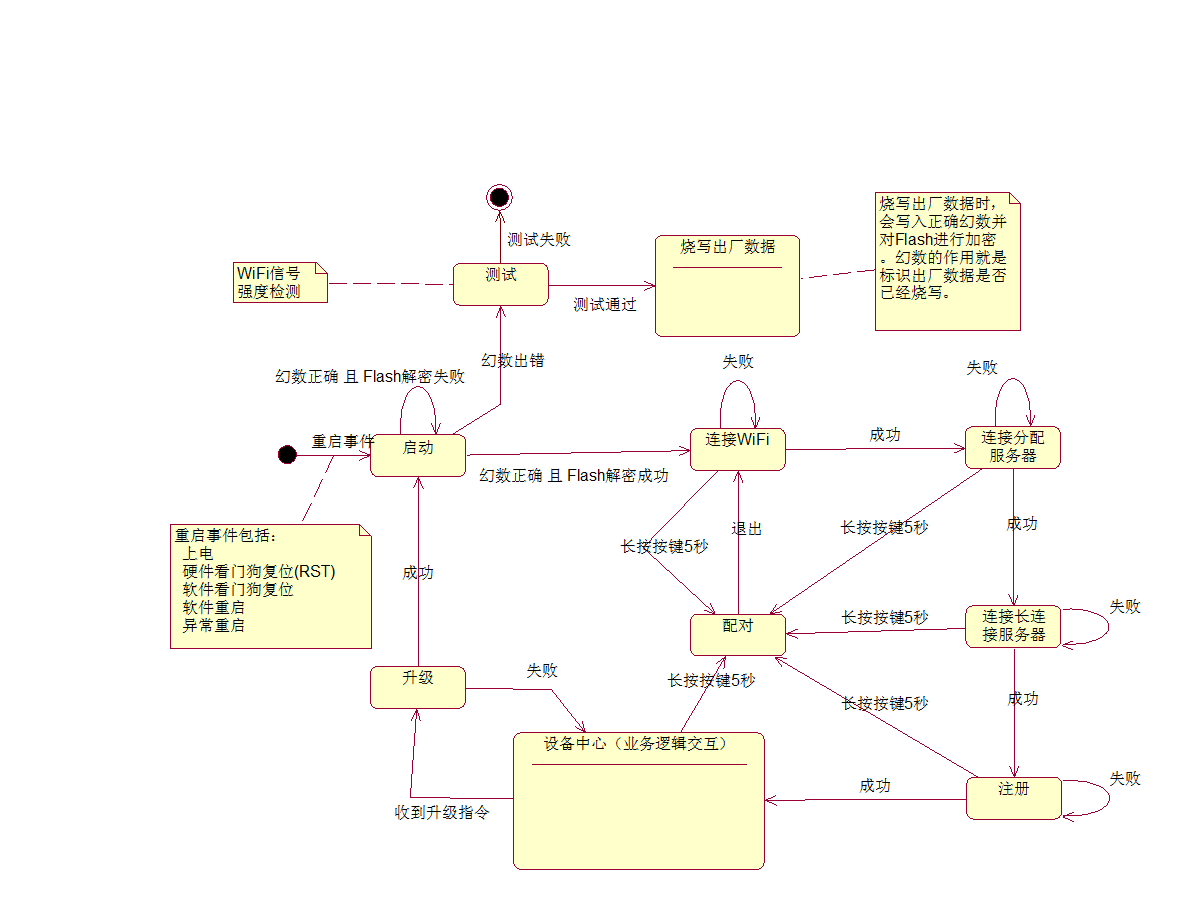 测试失败
烧写出厂数据时，
会写入正确幻数并
对Flash进行加密
。幻数的作用就是
标识出厂数据是否
已经烧写。
烧写出厂数据
WiFi信号
强度检测
测试
测试通过
幻数出错
失败
失败
幻数正确 且 Flash解密失败
重启事件
启动
连接WiFi
成功
连接分配
服务器
幻数正确 且 Flash解密成功
退出
长按按键5秒
成功
长按按键5秒
重启事件包括：
上电
硬件看门狗复位(RST)
软件看门狗复位
软件重启
异常重启
成功
配对
长按按键5秒
连接长连
接服务器
失败
升级
失败
长按按键5秒
长按按键5秒
成功
设备中心（业务逻辑交互）
收到升级指令
成功
注册
失败